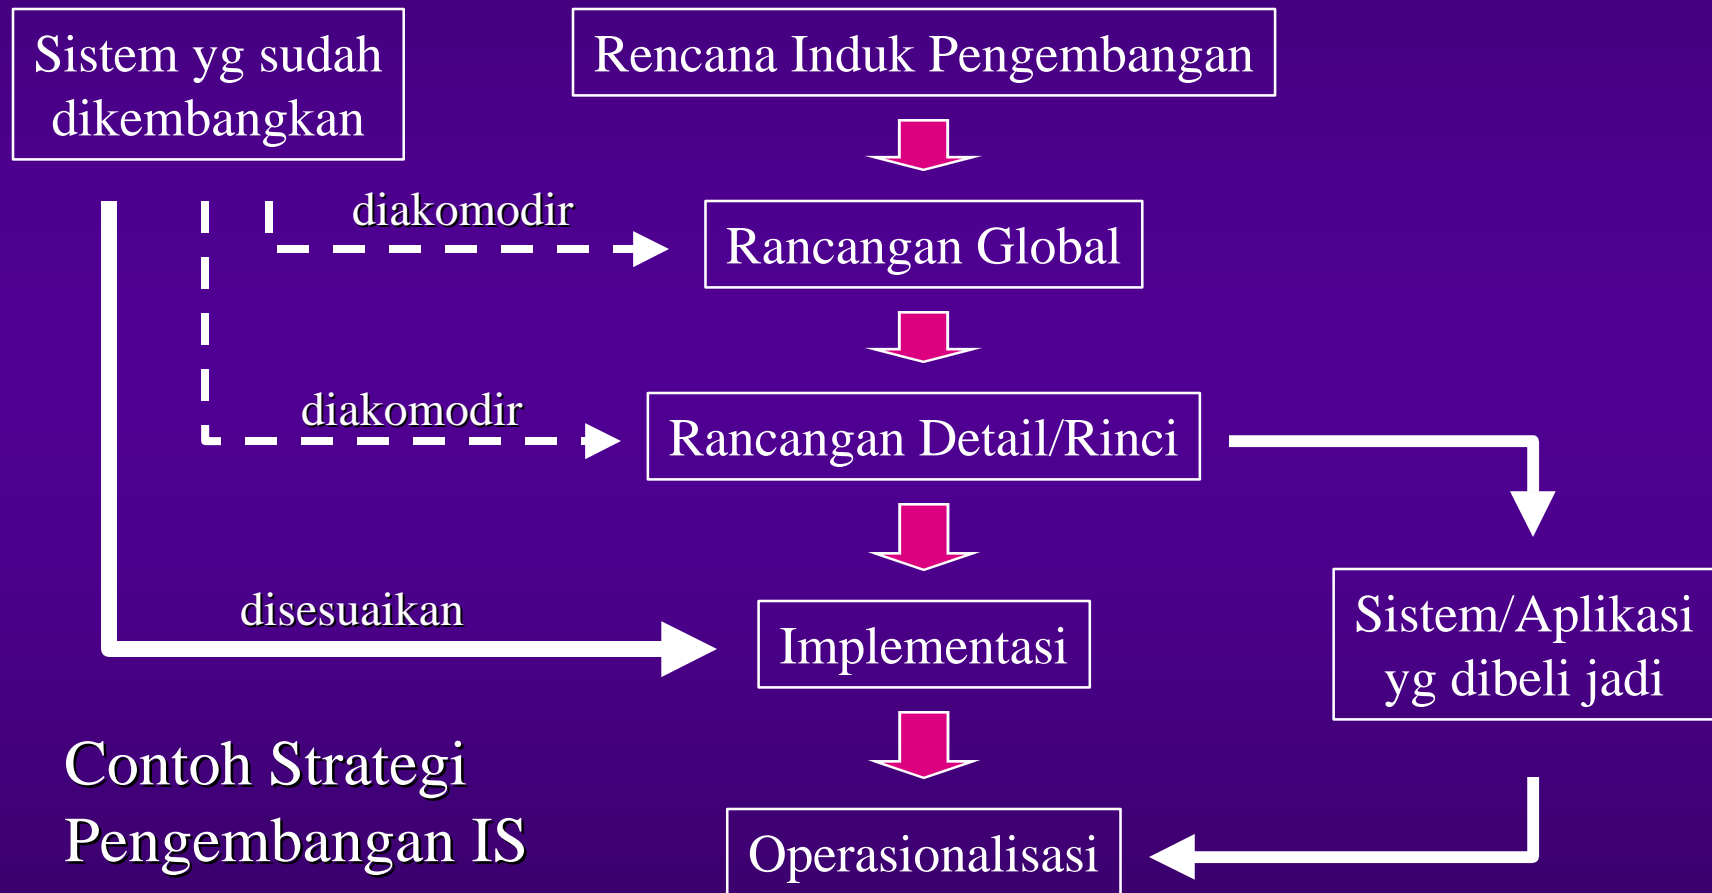 Sistem yg sudah
dikembangkan
Rencana Induk Pengembangan
diakomodir
Rancangan Global
diakomodir
Rancangan Detail/Rinci
disesuaikan
Implementasi
Sistem/Aplikasi
yg dibeli jadi
Contoh Strategi
Pengembangan IS
Operasionalisasi